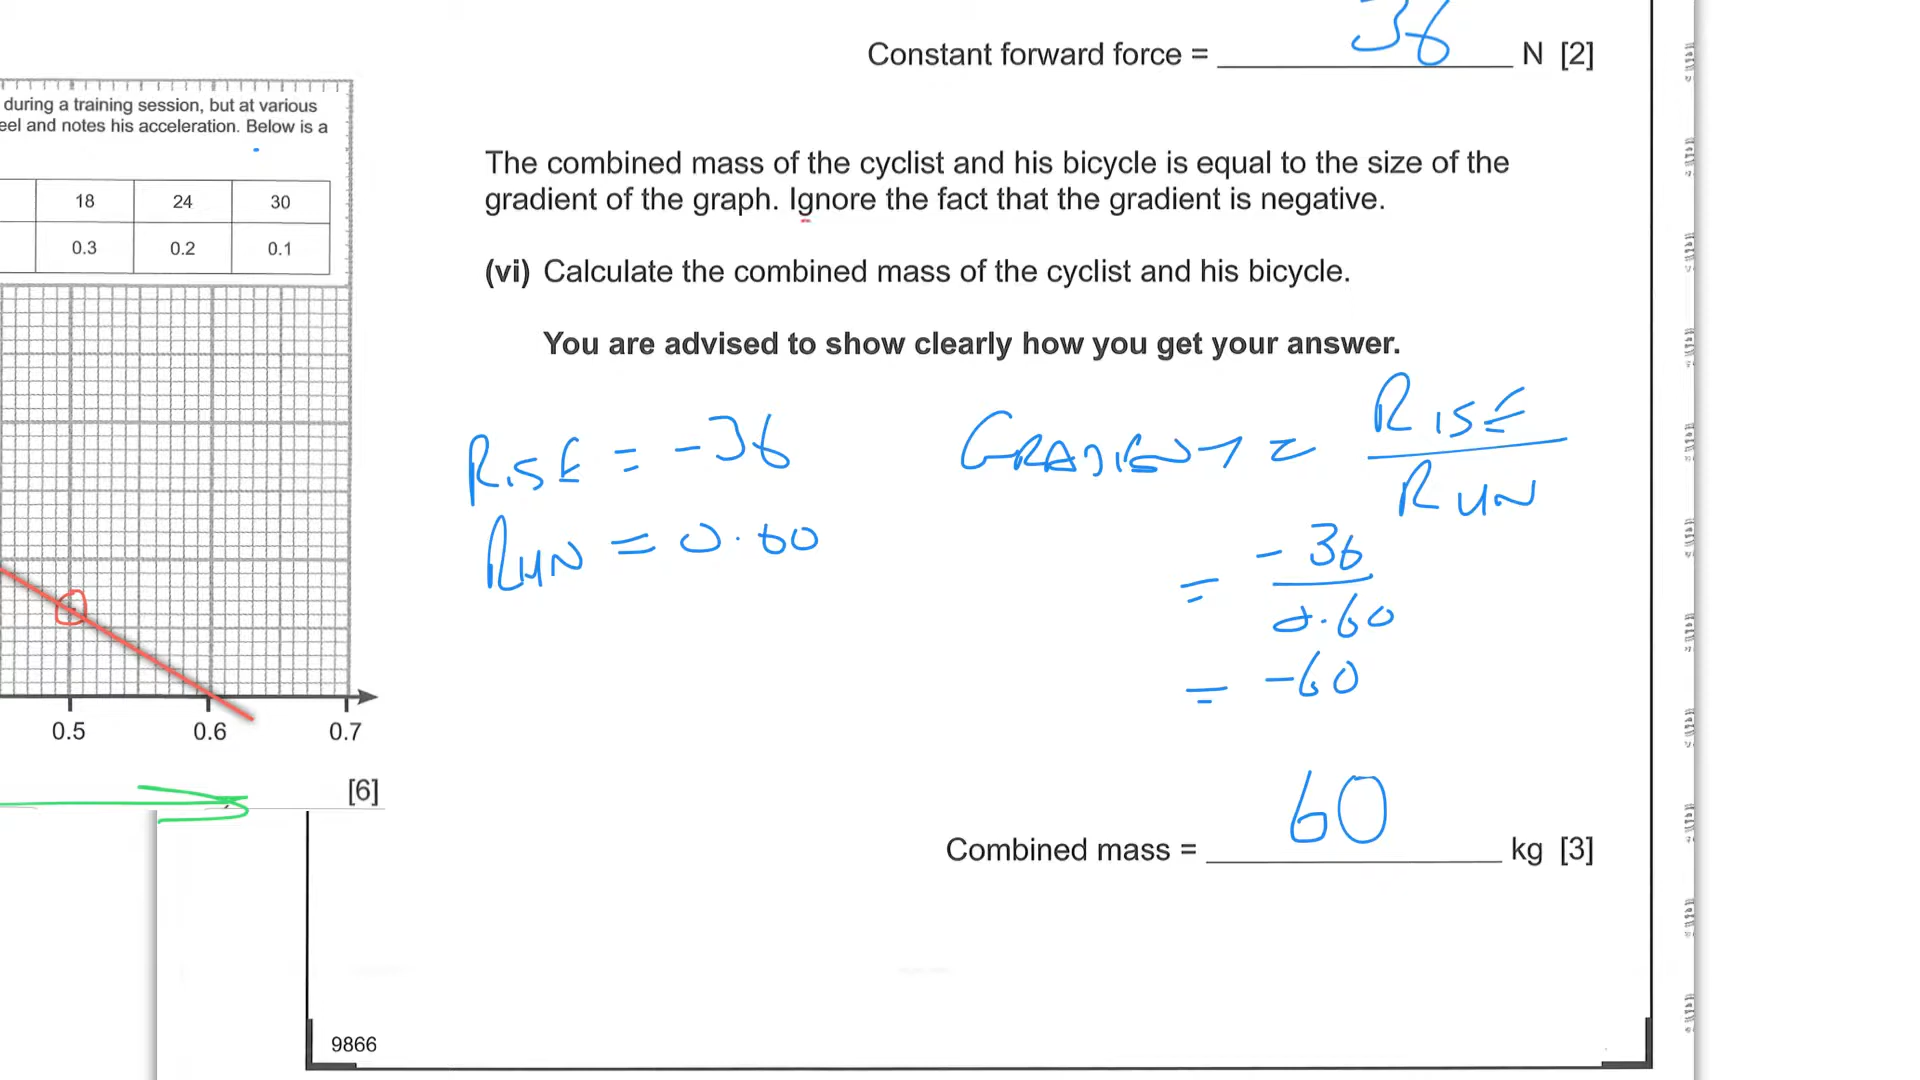 36
Constant forward force = N [2]
during a training session, but at various
eel and notes his acceleration. Below is a
18 24 30
0.3 0.2 0.1
0.5 0.6 0.7
[6]
The combined mass of the cyclist and his bicycle is equal to the size of the
gradient of the graph. Ignore the fact that the gradient is negative.
(vi) Calculate the combined mass of the cyclist and his bicycle.
You are advised to show clearly how you get your answer.
RISE = -36
RUN = 0.60
GRADIENT = RISE
RUN
= -36
0.60
= -60
60
Combined mass = kg [3]
9866